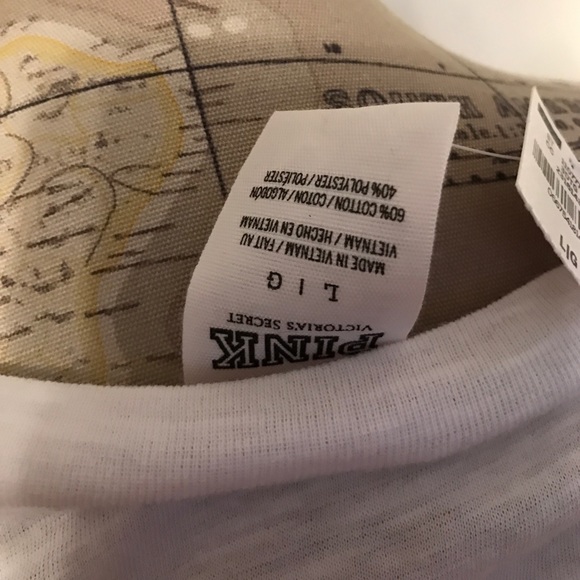 PINK
VICTORIA'S SECRET
L | G
MADE IN VIETNAM / FAIT AU
VIETNAM / HECHO EN VIETNAM
60% COTTON / COTON / ALGODÓN
40% POLYESTER / POLIÉSTER
L|G
SOUTH